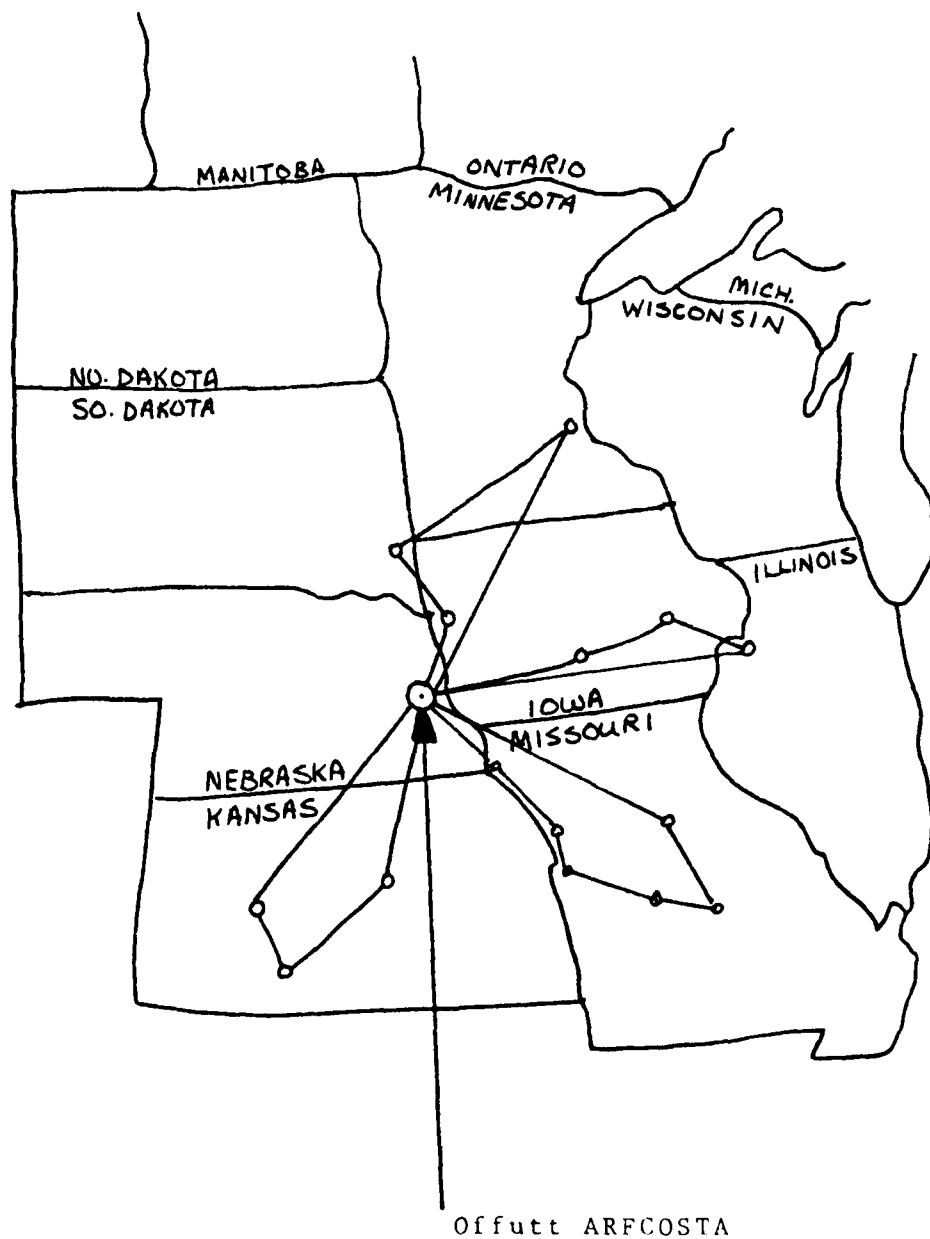 MANITOBA
ONTARIO
MINNESOTA
MICH.
WISCONSIN
NO. DAKOTA
SO. DAKOTA
ILLINOIS
IOWA
MISSOURI
NEBRASKA
KANSAS
Offutt ARFCOSTA